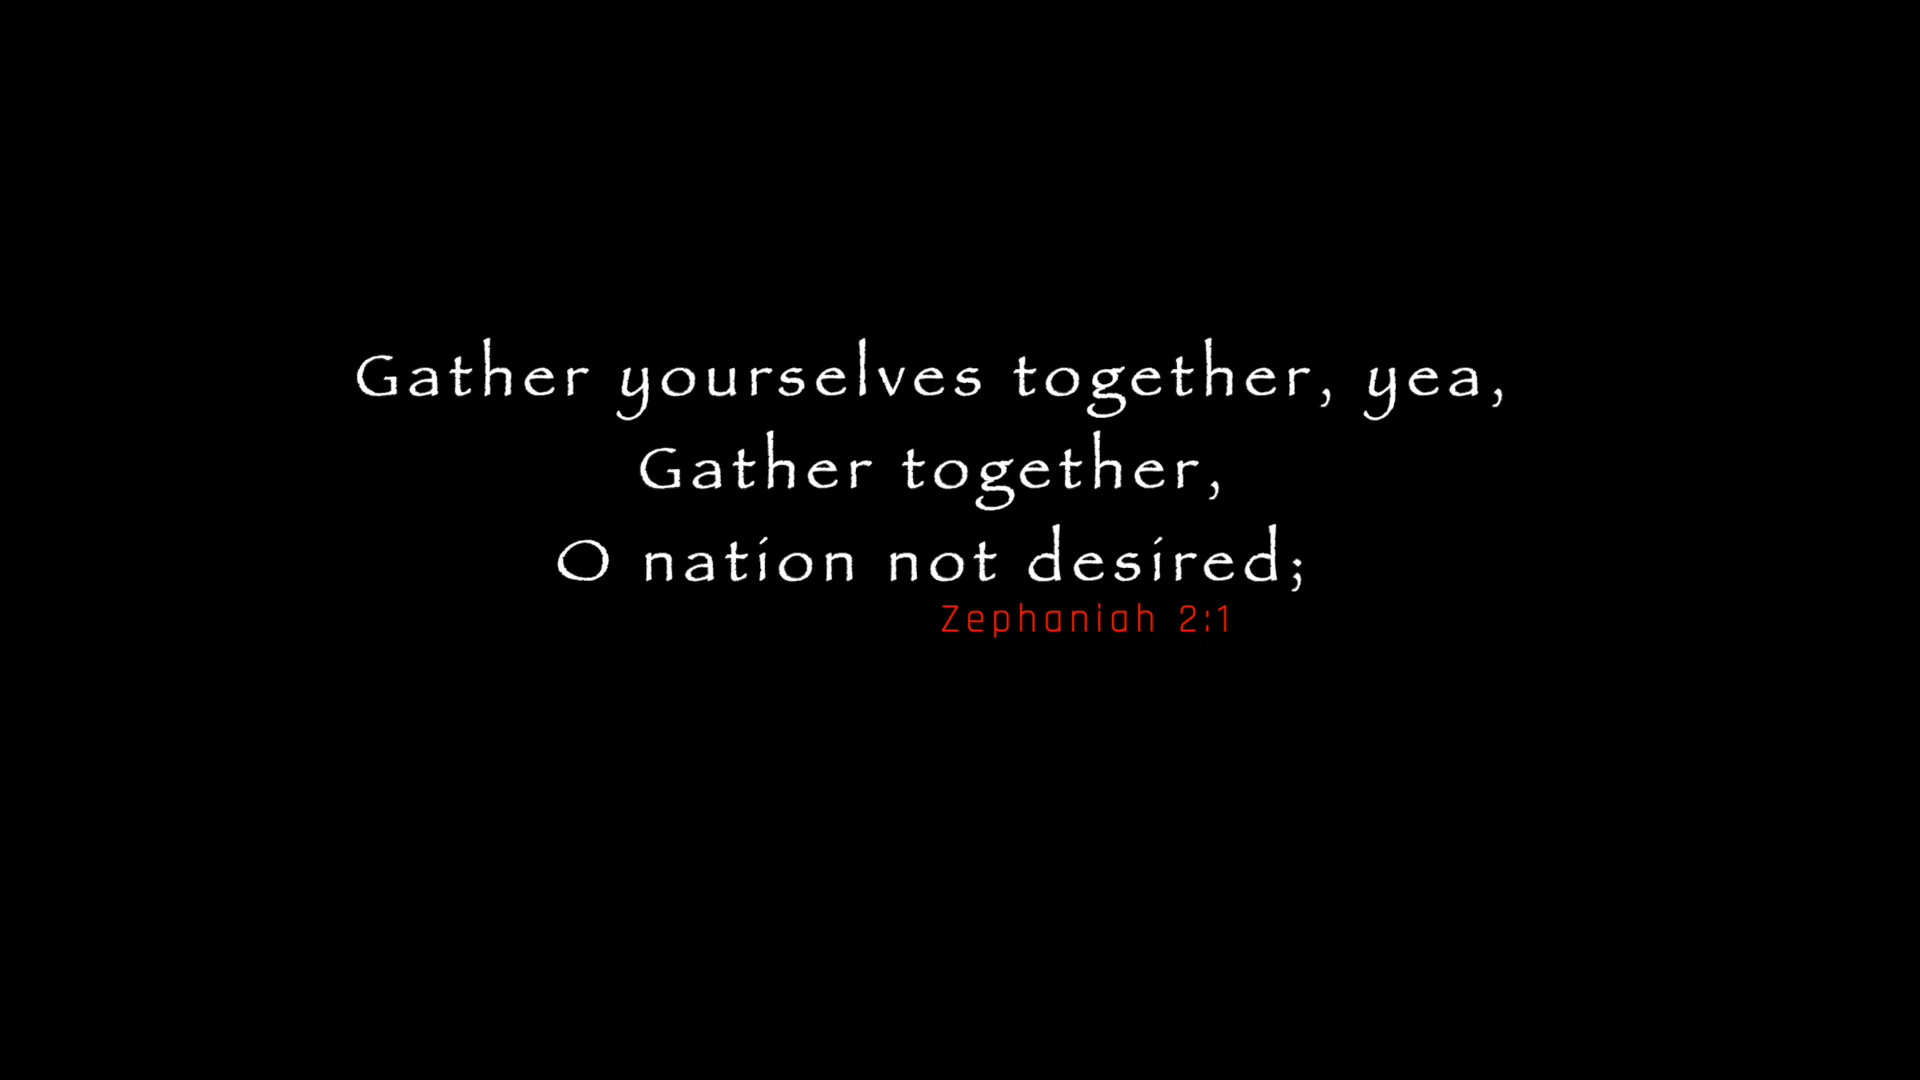 Gather yourselves together, yea,
Gather together,
O nation not desired;
Zephaniah 2:1